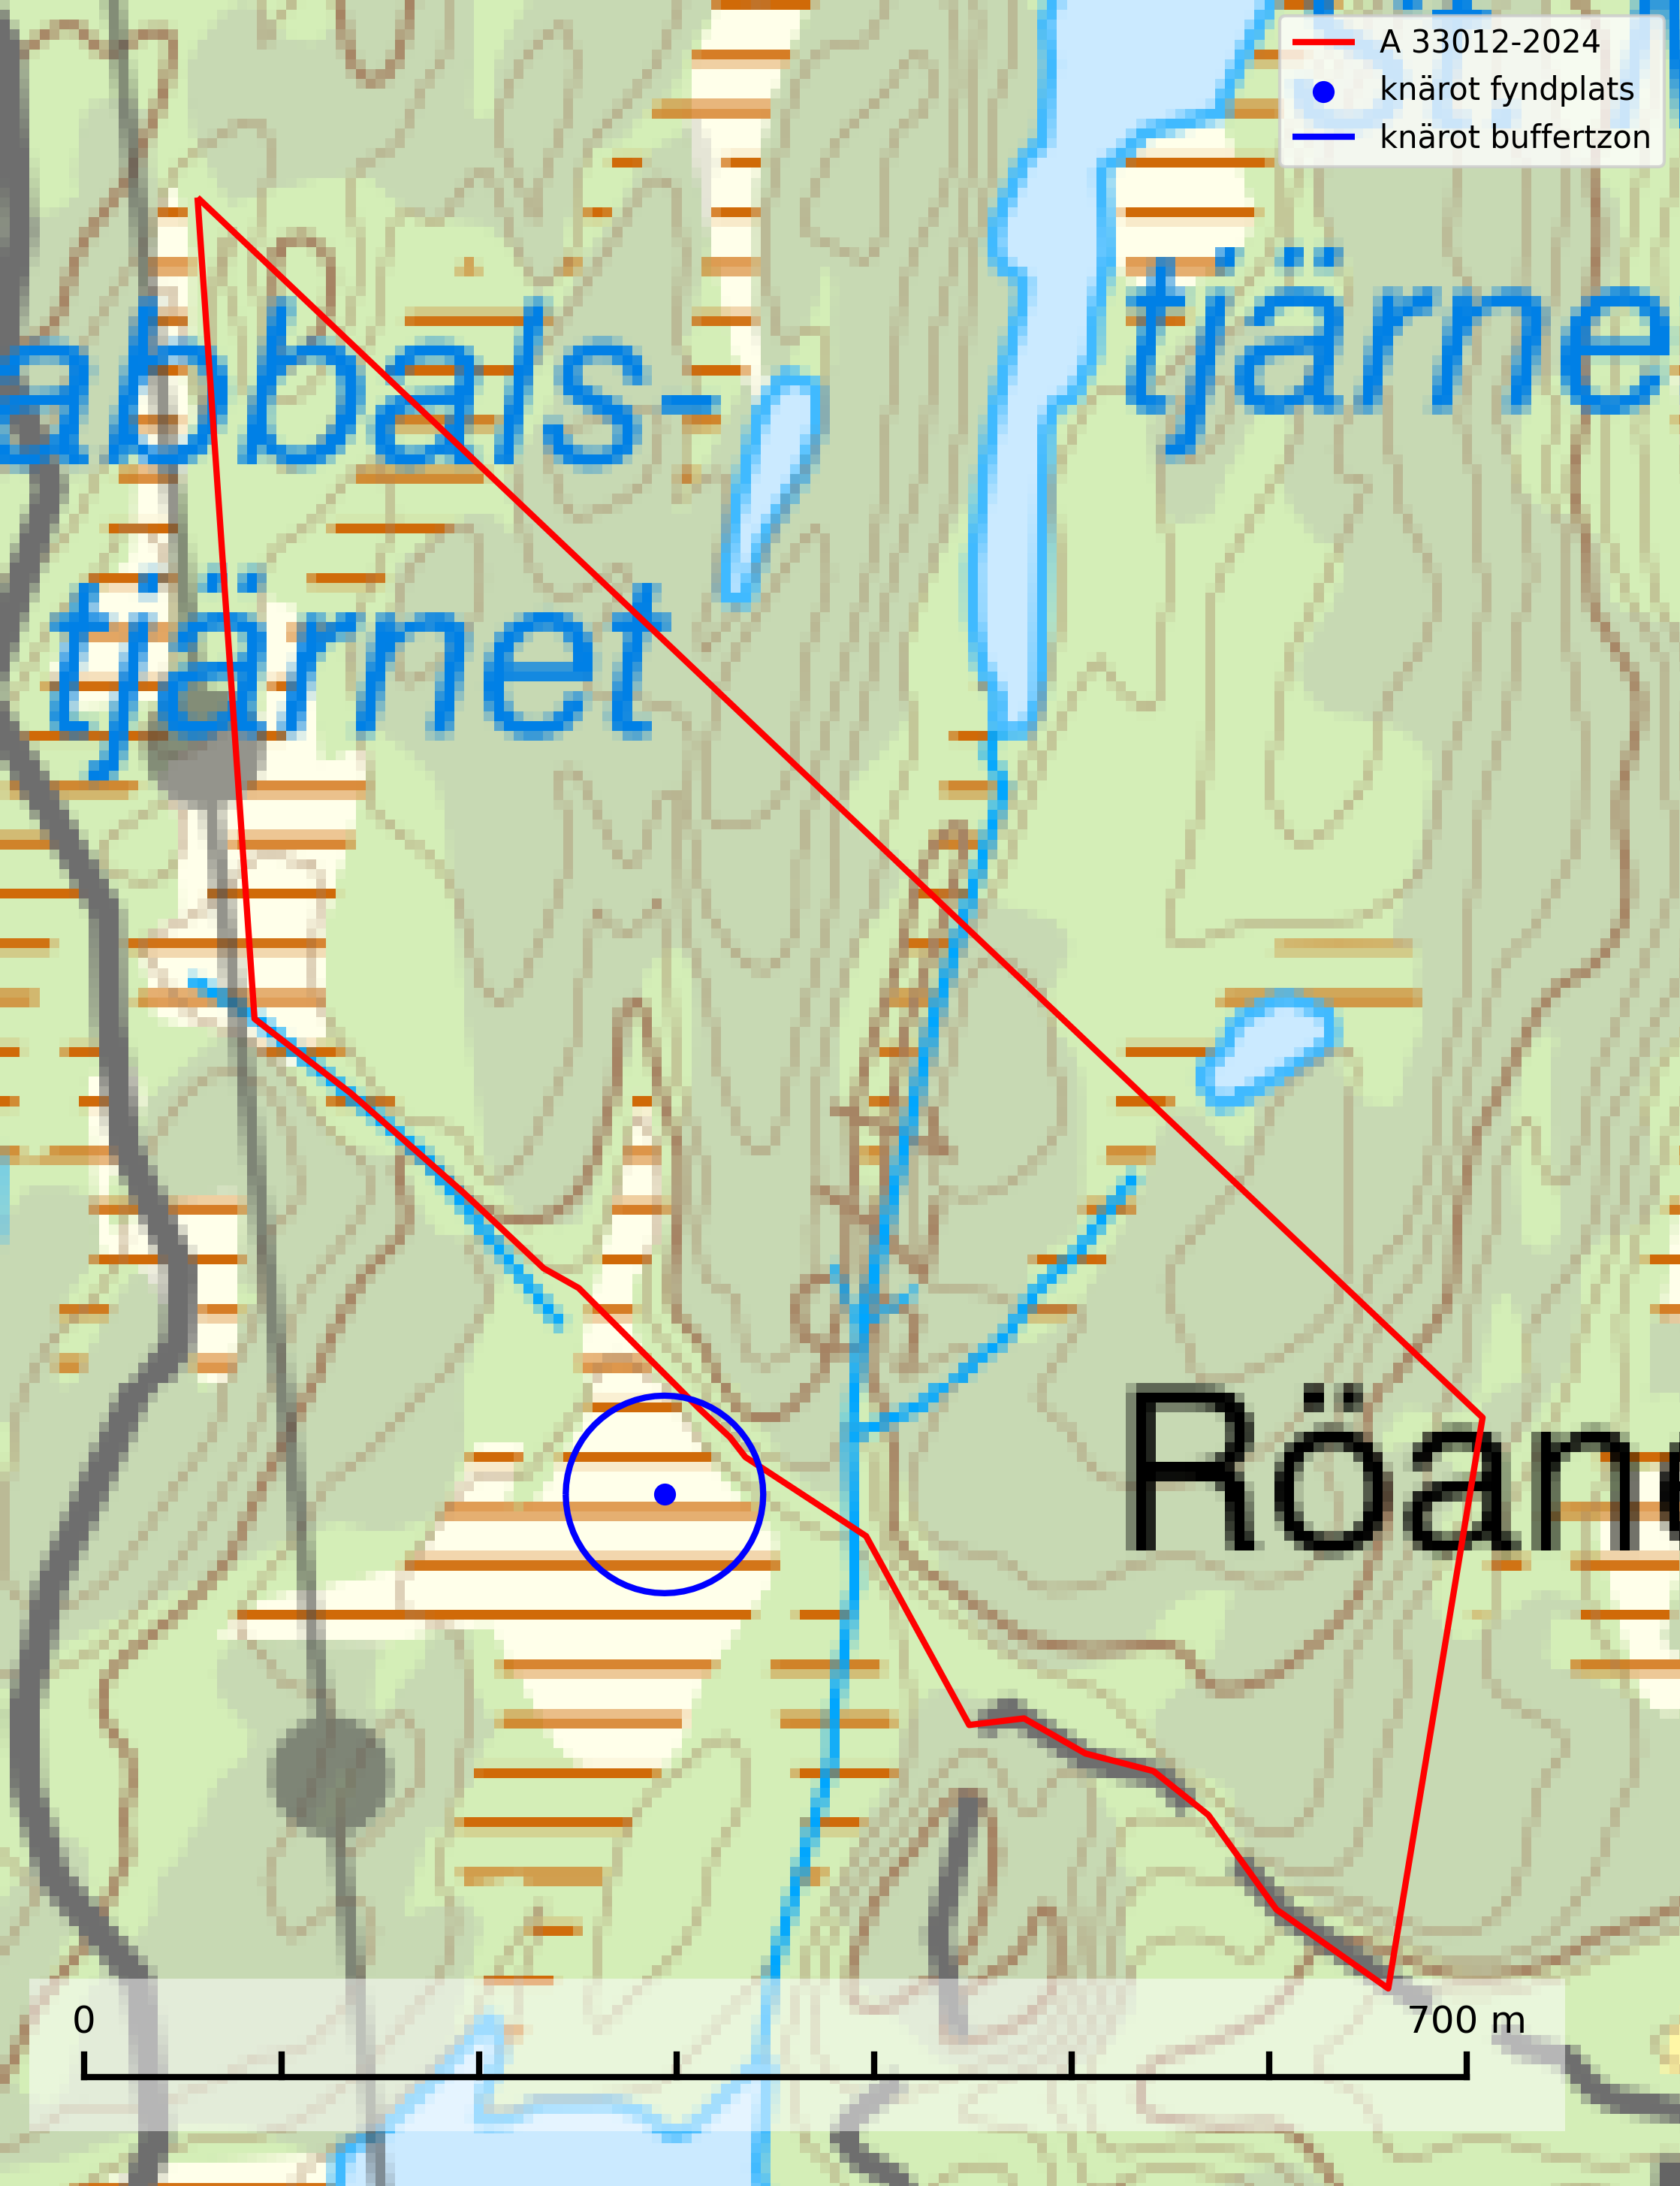 A 33012-2024
knärot fyndplats
knärot buffertzon
tjärne
abbals-
tjärnet
Röan
0
700 m